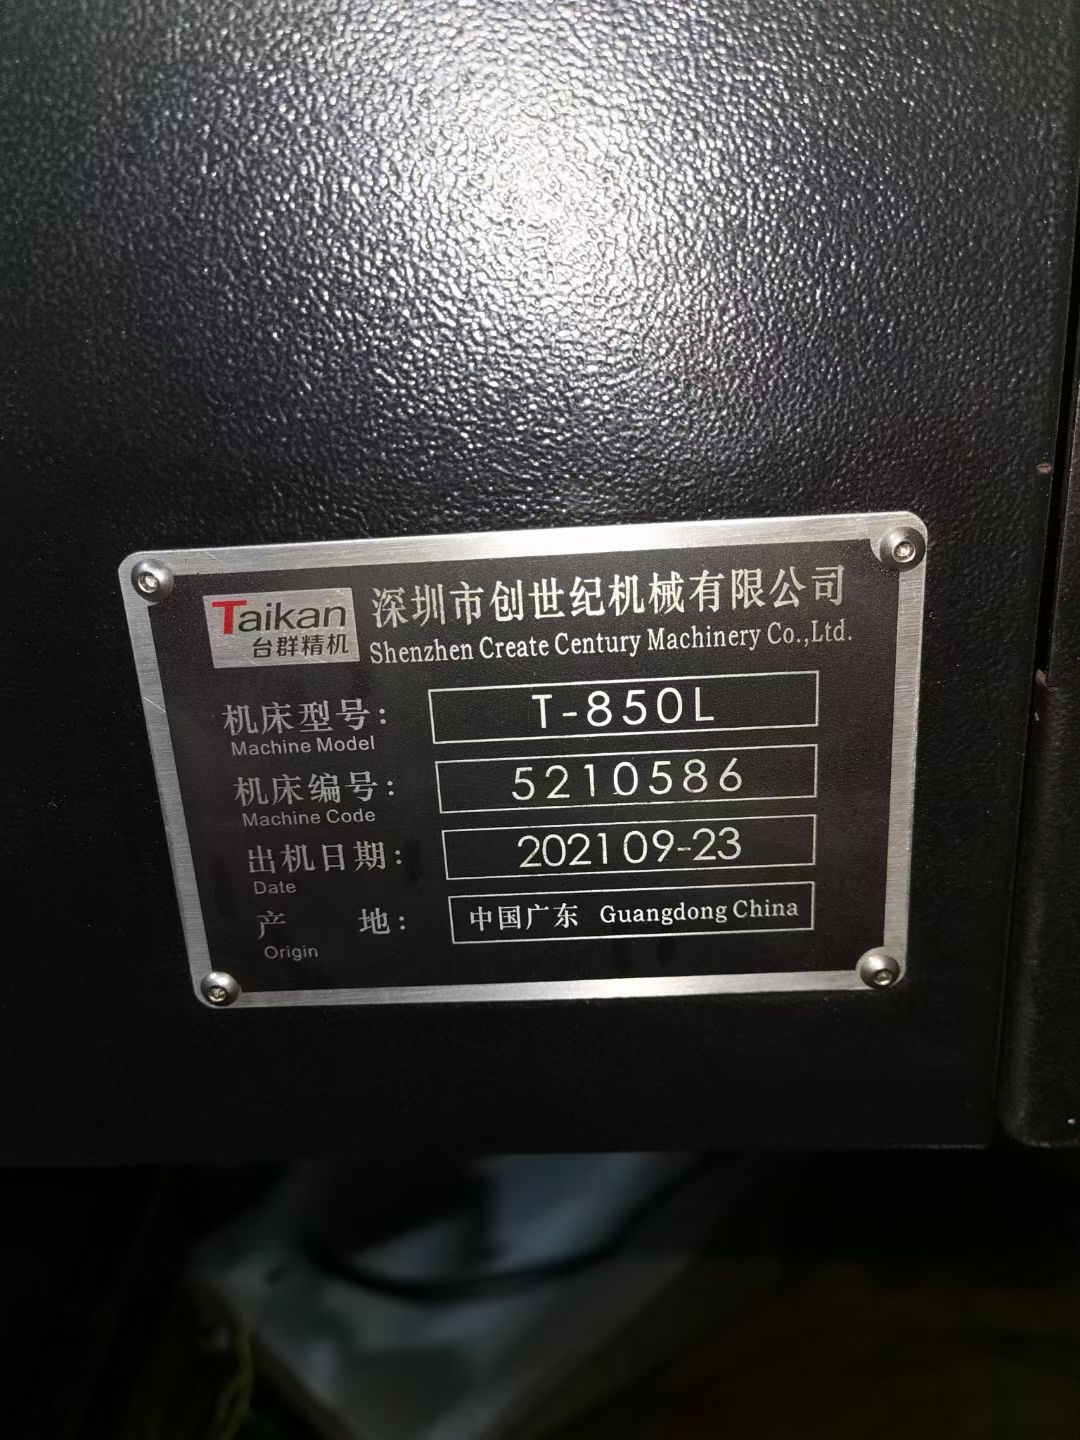 Taikan
台群精机
深圳市创世纪机械有限公司
Shenzhen Create Century Machinery Co.,Ltd.
机床型号: T-850L
Machine Model
机床编号: 5210586
Machine Code
出机日期: 202109-23
Date
产 地: 中国广东 Guangdong China
Origin